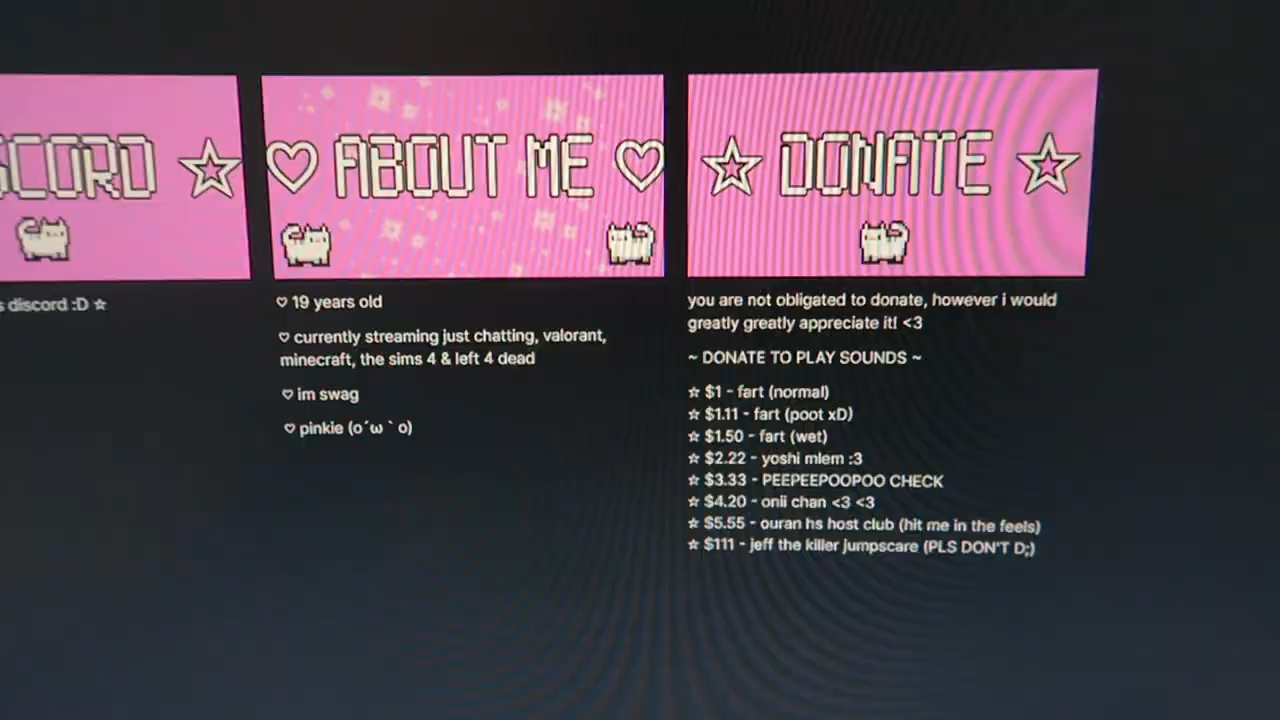 SCORD ☆
s discord :D ☆
♡ ABOUT ME ♡
♡ 19 years old
♡ currently streaming just chatting, valorant,
minecraft, the sims 4 & left 4 dead
♡ im swag
♡ pinkie (o´ω`o)
☆ DONATE ☆
you are not obligated to donate, however i would
greatly greatly appreciate it! <3
~ DONATE TO PLAY SOUNDS ~
☆ $1 - fart (normal)
☆ $1.11 - fart (poot xD)
☆ $1.50 - fart (wet)
☆ $2.22 - yoshi mlem :3
☆ $3.33 - PEEPEEPOOPOO CHECK
☆ $4.20 - onii chan <3 <3
☆ $5.55 - ouran hs host club (hit me in the feels)
☆ $111 - jeff the killer jumpscare (PLS DON'T D;)